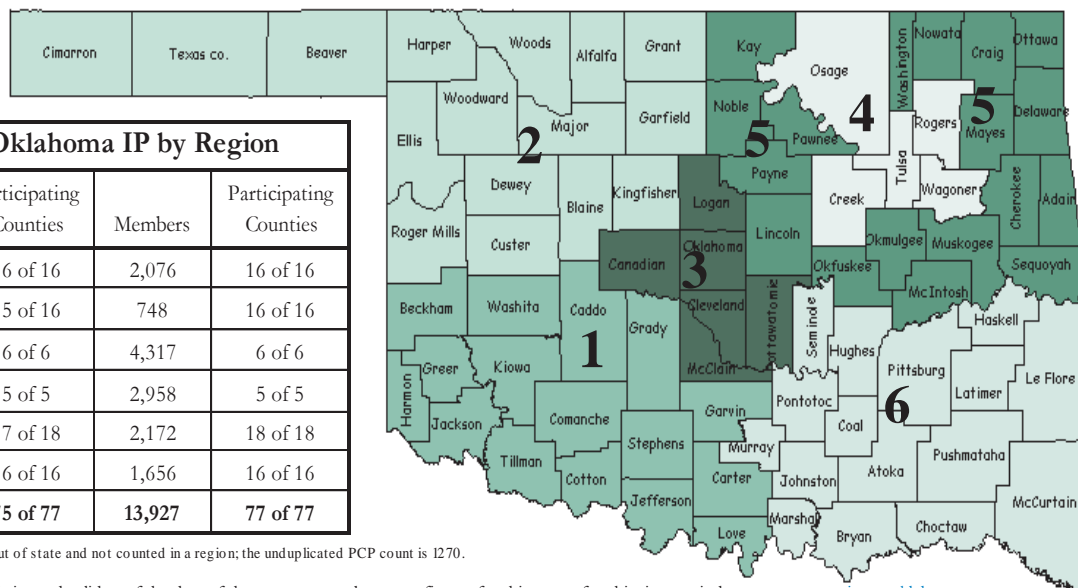 Oklahoma IP by Region
rticipating Counties Members Participating Counties
6 of 16 2,076 16 of 16
5 of 16 748 16 of 16
6 of 6 4,317 6 of 6
5 of 5 2,958 5 of 5
7 of 18 2,172 18 of 18
6 of 16 1,656 16 of 16
5 of 77 13,927 77 of 77
ut of state and not counted in a region; the unduplicated PCP count is 1270.
Cimarron
Texas co.
Beaver
Harper
Woods
Alfalfa
Grant
Kay
Osage
Washington
Nowata
Craig
Ottawa
Woodward
Ellis
Major
Garfield
Noble
Pawnee
Rogers
Mayes
Delaware
2
5
4
5
Dewey
Blaine
Kingfisher
Logan
Payne
Creek
Tulsa
Wagoner
Cherokee
Adair
Roger Mills
Custer
Canadian
Oklahoma
3
Lincoln
Okfuskee
Okmulgee
Muskogee
McIntosh
Sequoyah
Beckham
Washita
Caddo
Grady
Cleveland
McClain
ottawatomie
Seminole
Hughes
Haskell
Pittsburg
Latimer
Le Flore
1
6
Harmon
Greer
Kiowa
Jackson
Comanche
Tillman
Cotton
Stephens
Jefferson
Garvin
Murray
Carter
Love
Pontotoc
Coal
Johnston
Marshal
Atoka
Bryan
Pushmataha
Choctaw
McCurtain